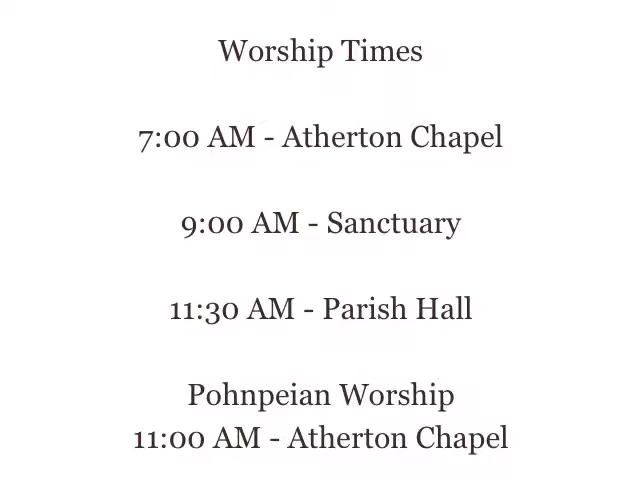 Worship Times
7:00 AM - Atherton Chapel
9:00 AM - Sanctuary
11:30 AM - Parish Hall
Pohnpeian Worship
11:00 AM - Atherton Chapel